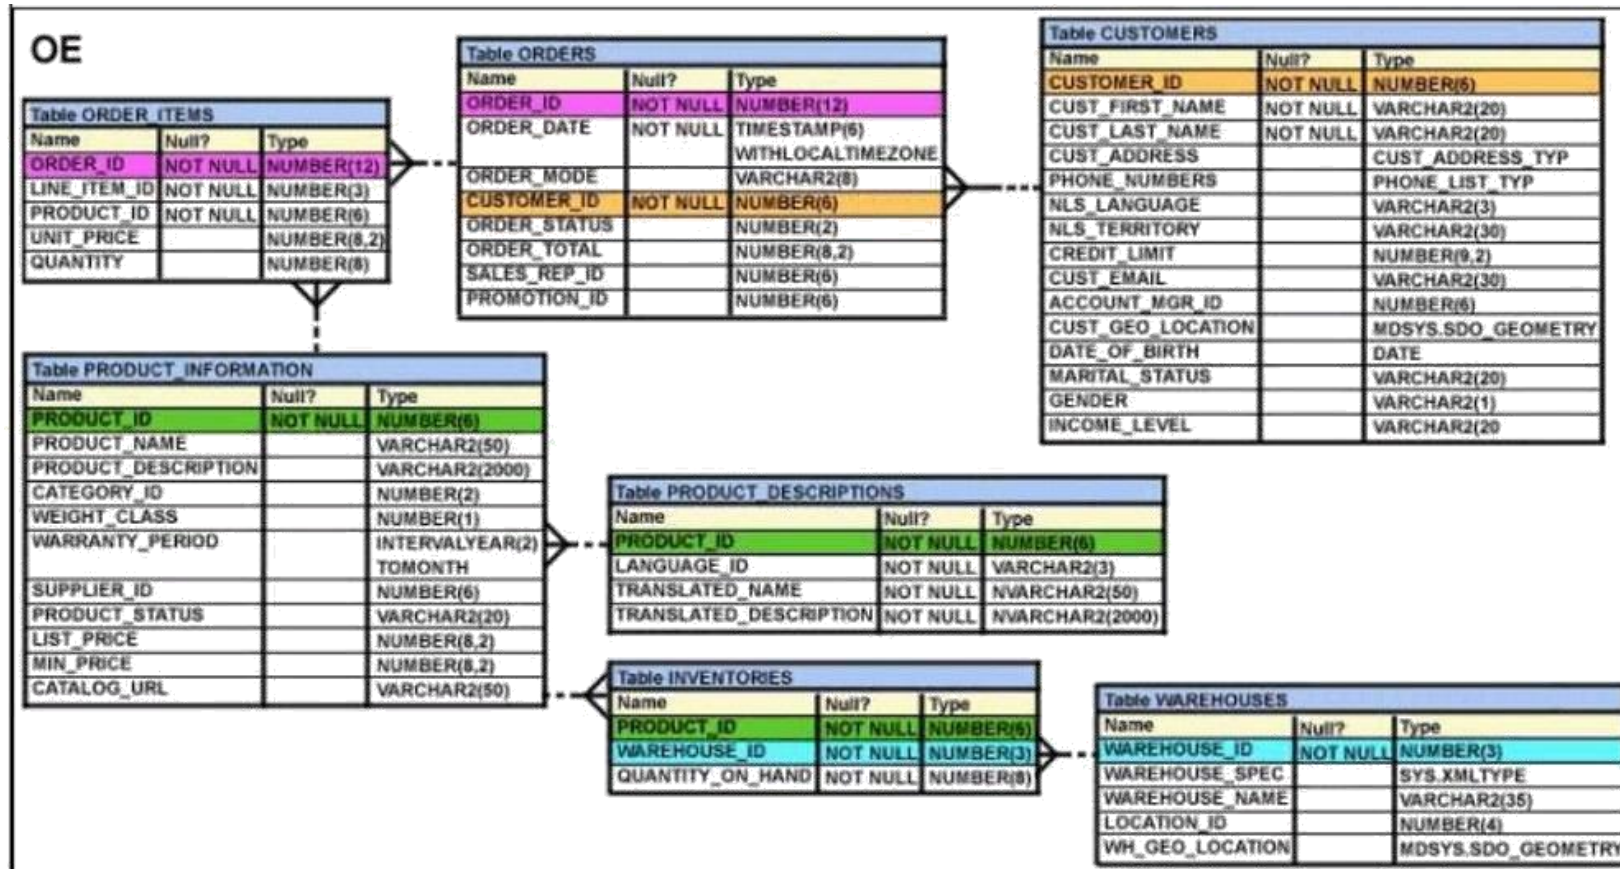 OE
Table ORDER_ITEMS
Name Null? Type
ORDER_ID NOT NULL NUMBER(12)
LINE_ITEM_ID NOT NULL NUMBER(3)
PRODUCT_ID NOT NULL NUMBER(6)
UNIT_PRICE NUMBER(8,2)
QUANTITY NUMBER(8)
Table ORDERS
Name Null? Type
ORDER_ID NOT NULL NUMBER(12)
ORDER_DATE NOT NULL TIMESTAMP(6)
WITHLOCALTIMEZONE
ORDER_MODE VARCHAR2(8)
CUSTOMER_ID NOT NULL NUMBER(6)
ORDER_STATUS NUMBER(2)
ORDER_TOTAL NUMBER(8,2)
SALES_REP_ID NUMBER(6)
PROMOTION_ID NUMBER(6)
Table CUSTOMERS
Name Null? Type
CUSTOMER_ID NOT NULL NUMBER(6)
CUST_FIRST_NAME NOT NULL VARCHAR2(20)
CUST_LAST_NAME NOT NULL VARCHAR2(20)
CUST_ADDRESS CUST_ADDRESS_TYP
PHONE_NUMBERS PHONE_LIST_TYP
NLS_LANGUAGE VARCHAR2(3)
NLS_TERRITORY VARCHAR2(30)
CREDIT_LIMIT NUMBER(9,2)
CUST_EMAIL VARCHAR2(30)
ACCOUNT_MGR_ID NUMBER(6)
CUST_GEO_LOCATION MDSYS.SDO_GEOMETRY
DATE_OF_BIRTH DATE
MARITAL_STATUS VARCHAR2(20)
GENDER VARCHAR2(1)
INCOME_LEVEL VARCHAR2(20
Table PRODUCT_INFORMATION
Name Null? Type
PRODUCT_ID NOT NULL NUMBER(6)
PRODUCT_NAME VARCHAR2(50)
PRODUCT_DESCRIPTION VARCHAR2(2000)
CATEGORY_ID NUMBER(2)
WEIGHT_CLASS NUMBER(1)
WARRANTY_PERIOD INTERVALYEAR(2)
TOMONTH
SUPPLIER_ID NUMBER(6)
PRODUCT_STATUS VARCHAR2(20)
LIST_PRICE NUMBER(8,2)
MIN_PRICE NUMBER(8,2)
CATALOG_URL VARCHAR2(50)
Table PRODUCT_DESCRIPTIONS
Name Null? Type
PRODUCT_ID NOT NULL NUMBER(6)
LANGUAGE_ID NOT NULL VARCHAR2(3)
TRANSLATED_NAME NOT NULL NVARCHAR2(50)
TRANSLATED_DESCRIPTION NOT NULL NVARCHAR2(2000)
Table INVENTORIES
Name Null? Type
PRODUCT_ID NOT NULL NUMBER(6)
WAREHOUSE_ID NOT NULL NUMBER(3)
QUANTITY_ON_HAND NOT NULL NUMBER(8)
Table WAREHOUSES
Name Null? Type
WAREHOUSE_ID NOT NULL NUMBER(3)
WAREHOUSE_SPEC SYS.XMLTYPE
WAREHOUSE_NAME VARCHAR2(35)
LOCATION_ID NUMBER(4)
WH_GEO_LOCATION MDSYS.SDO_GEOMETRY